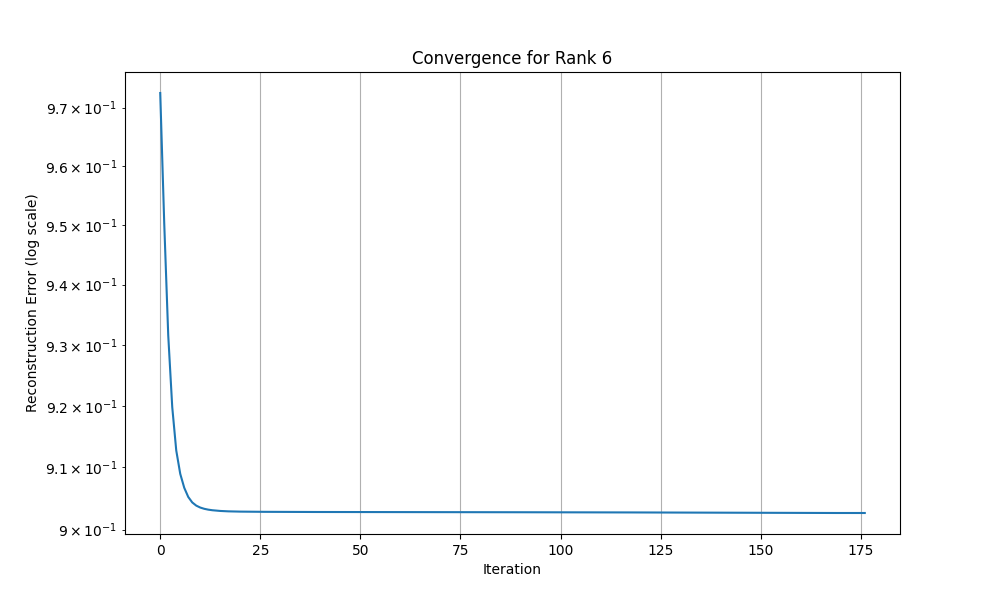 Convergence for Rank 6
Reconstruction Error (log scale)
9.7 × 10⁻¹
9.6 × 10⁻¹
9.5 × 10⁻¹
9.4 × 10⁻¹
9.3 × 10⁻¹
9.2 × 10⁻¹
9.1 × 10⁻¹
9 × 10⁻¹
0 25 50 75 100 125 150 175
Iteration